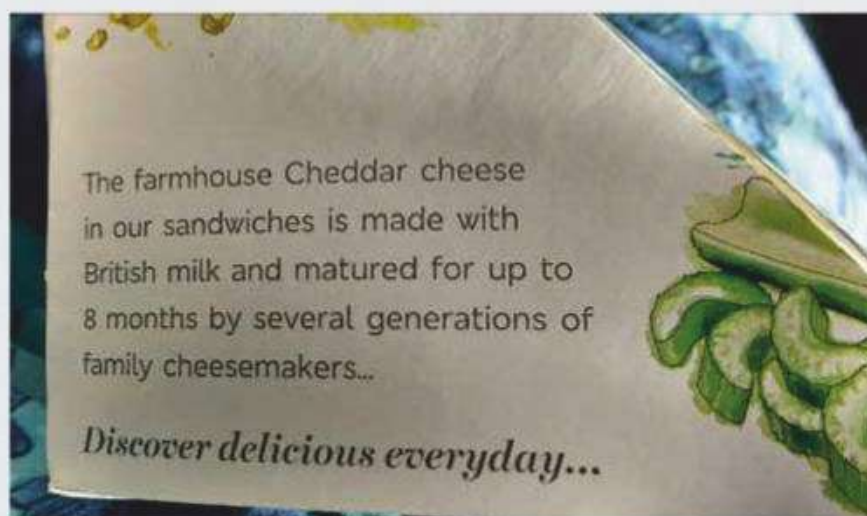 The farmhouse Cheddar cheese
in our sandwiches is made with
British milk and matured for up to
8 months by several generations of
family cheesemakers...
Discover delicious everyday...